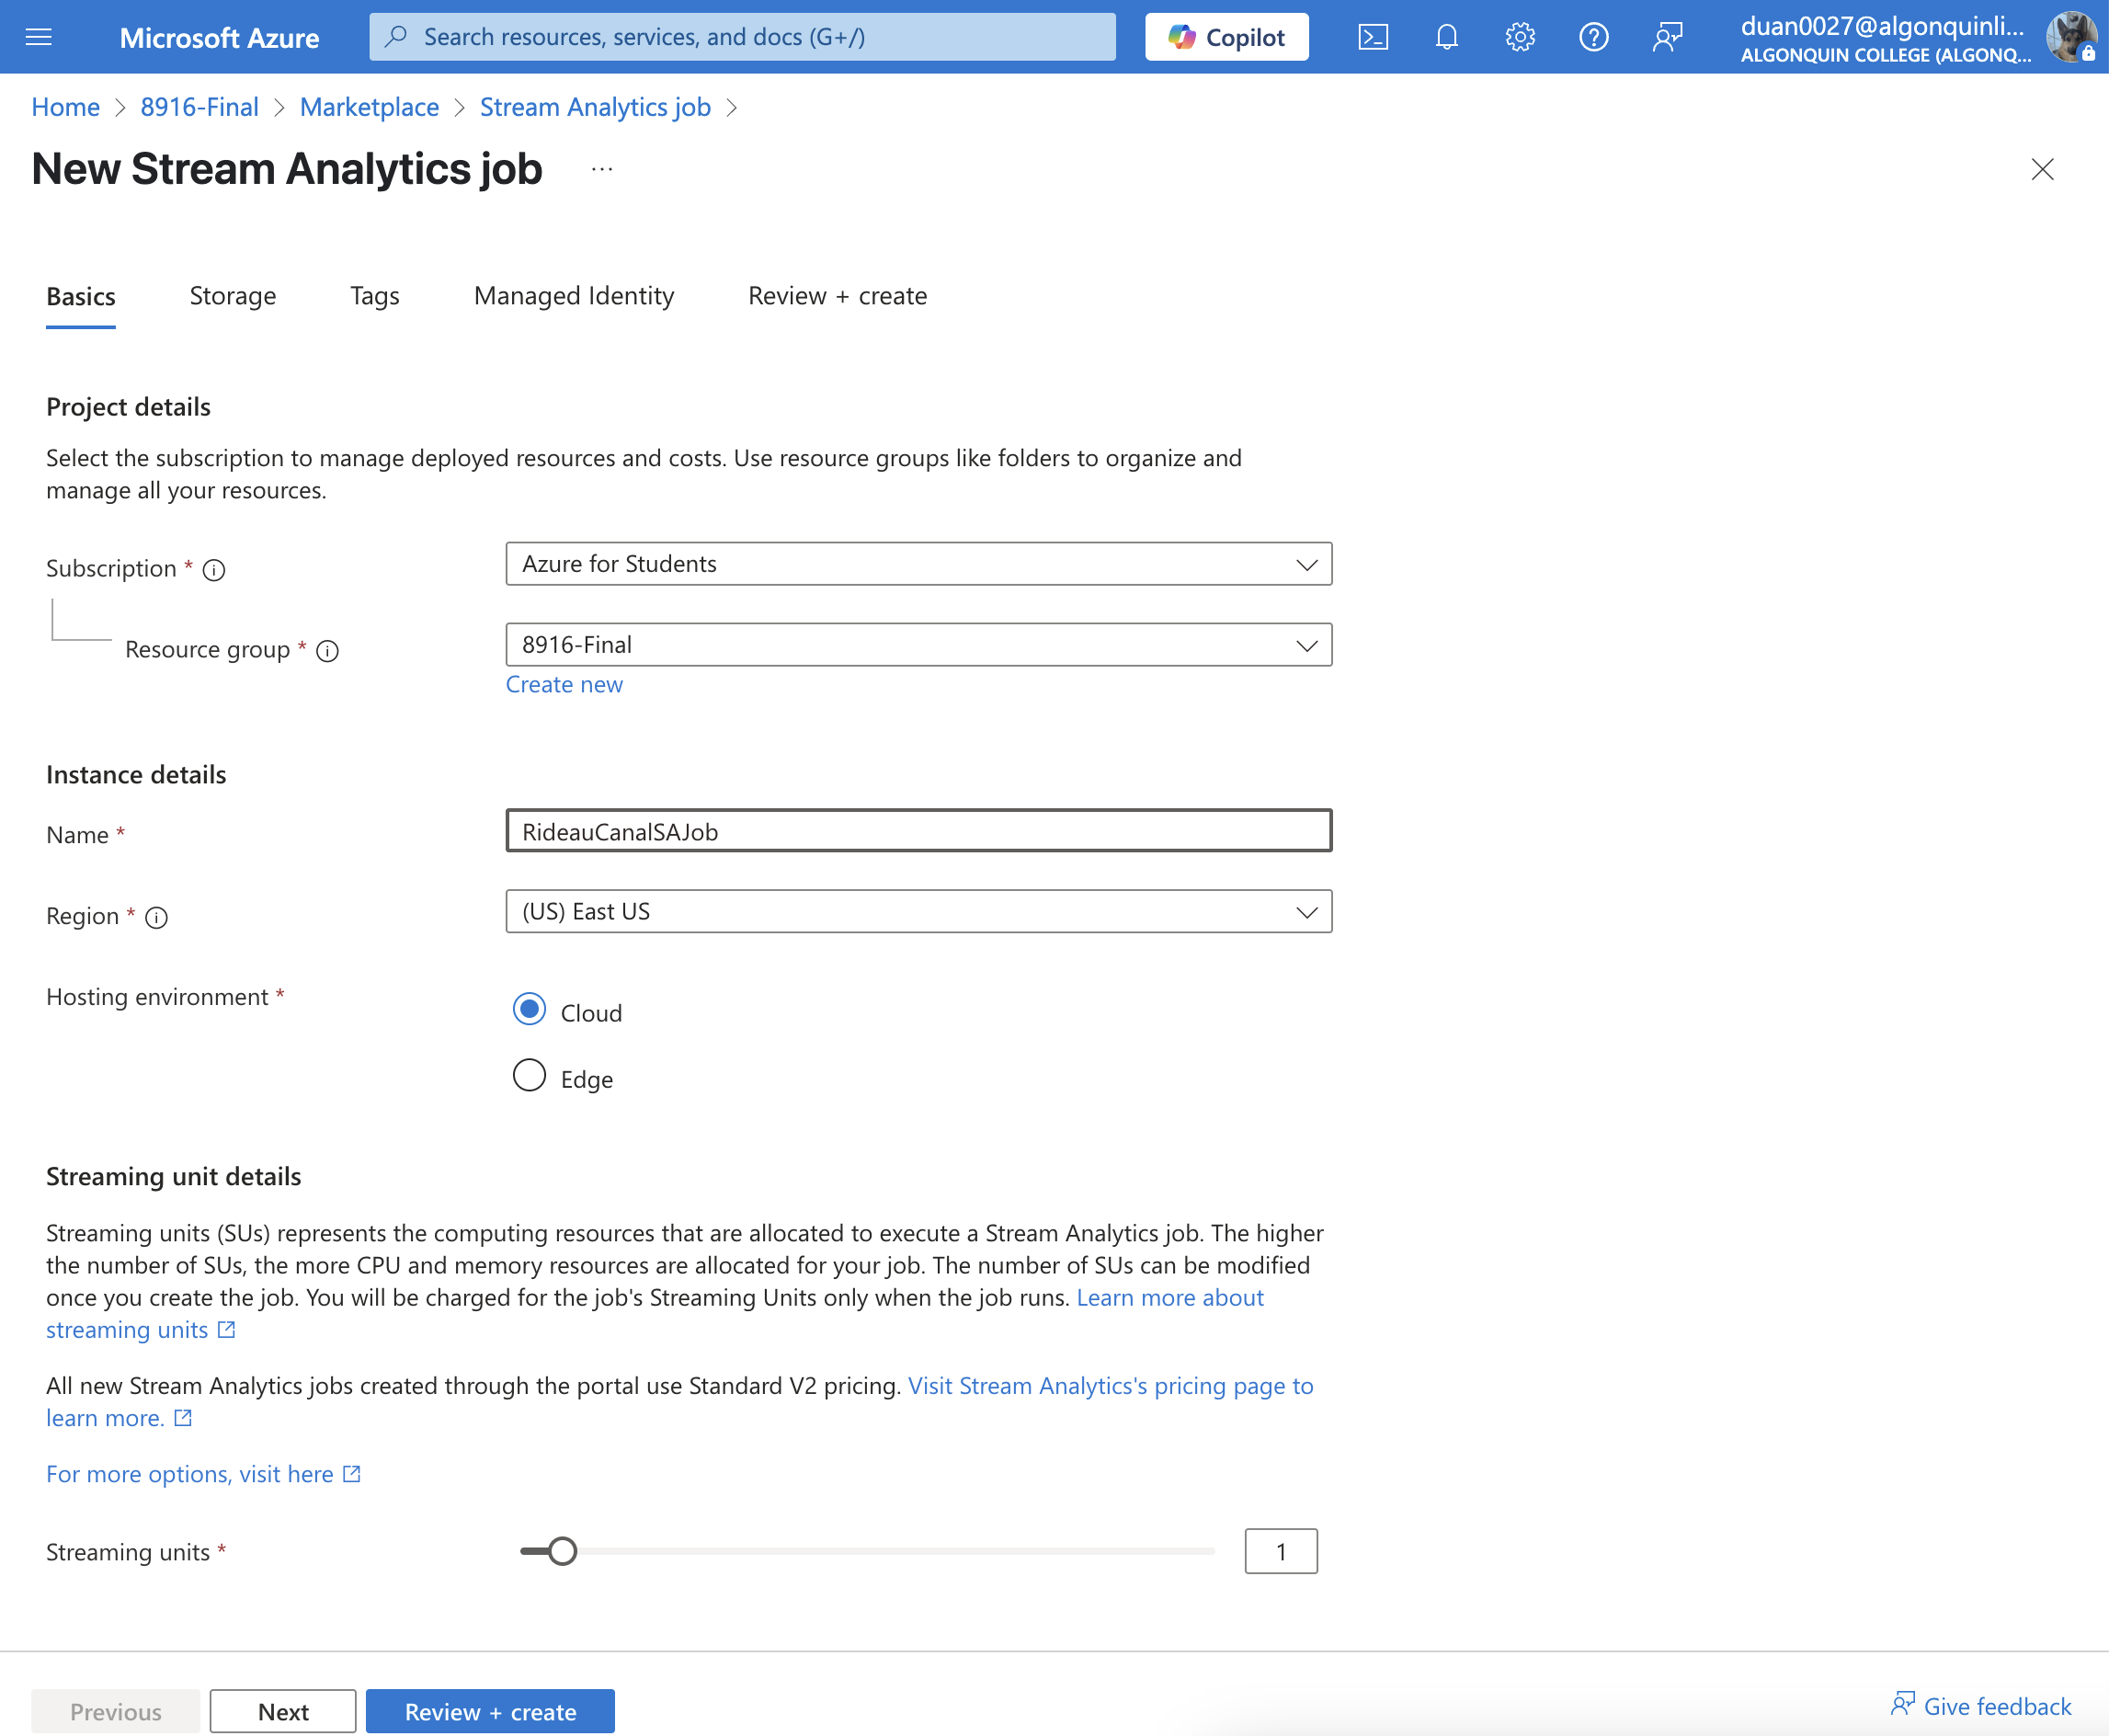 Microsoft Azure
Search resources, services, and docs (G+/)
Copilot
duan0027@algonquinli...
ALGONQUIN COLLEGE (ALGONQ...
Home > 8916-Final > Marketplace > Stream Analytics job >
New Stream Analytics job ...
Basics Storage Tags Managed Identity Review + create
Project details
Select the subscription to manage deployed resources and costs. Use resource groups like folders to organize and
manage all your resources.
Subscription * Azure for Students
Resource group * 8916-Final
Create new
Instance details
Name * RideauCanalSAJob
Region * (US) East US
Hosting environment * Cloud
Edge
Streaming unit details
Streaming units (SUs) represents the computing resources that are allocated to execute a Stream Analytics job. The higher
the number of SUs, the more CPU and memory resources are allocated for your job. The number of SUs can be modified
once you create the job. You will be charged for the job's Streaming Units only when the job runs. Learn more about
streaming units
All new Stream Analytics jobs created through the portal use Standard V2 pricing. Visit Stream Analytics's pricing page to
learn more.
For more options, visit here
Streaming units * 1
Previous Next Review + create Give feedback